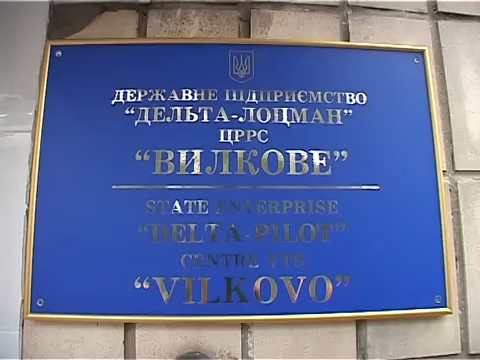 ДЕРЖАВНЕ ПІДПРИЄМСТВО
“ДЕЛЬТА-ЛОЦМАН”
ЦРРС
“ВИЛКОВЕ”
STATE ENTERPRISE
“DELTA-PILOT”
CENTRE VTS
“VILKOVO”